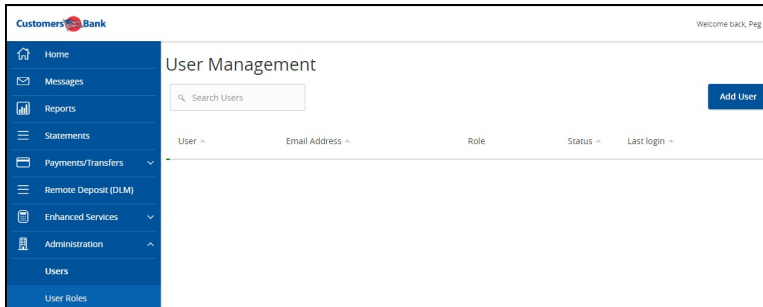 Customers Bank
Welcome back, Peg
Home
Messages
Reports
Statements
Payments/Transfers
Remote Deposit (DLM)
Enhanced Services
Administration
Users
User Roles
User Management
Search Users
Add User
User
Email Address
Role
Status
Last login